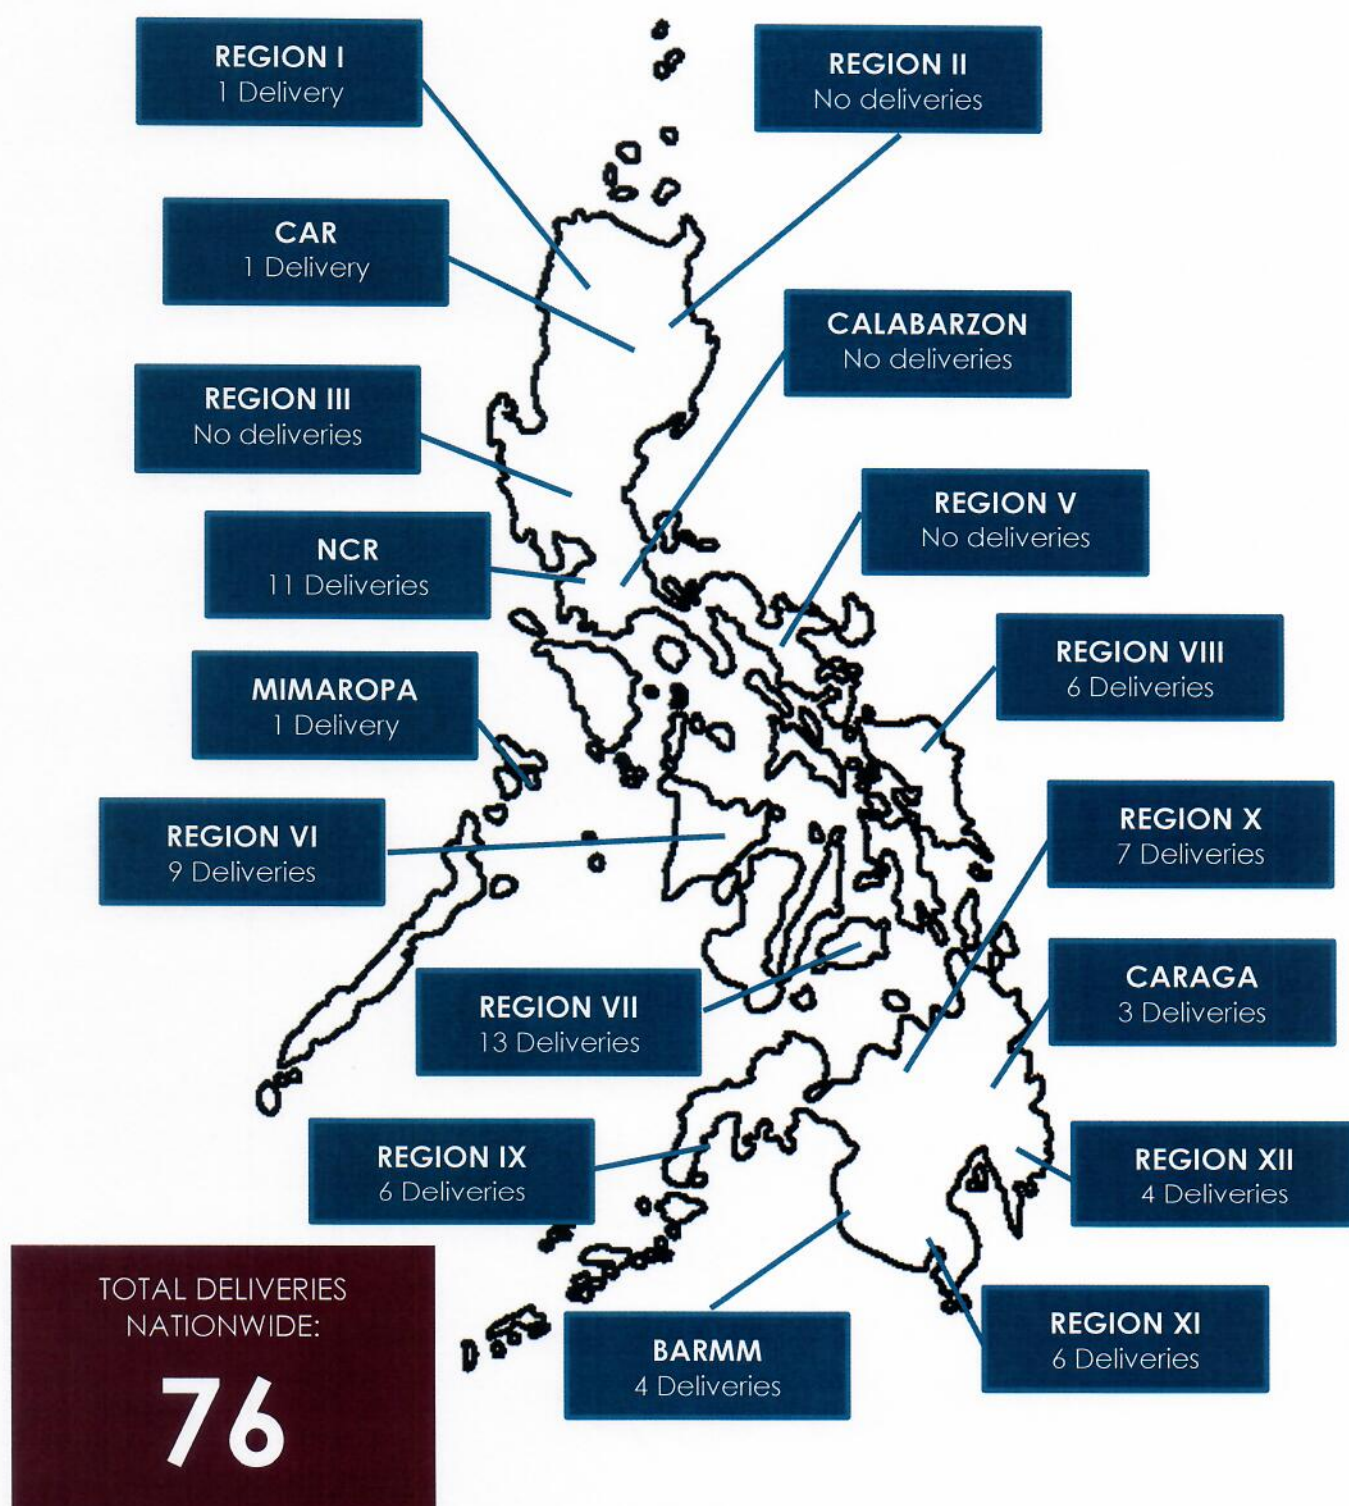 REGION I
1 Delivery
REGION II
No deliveries
CAR
1 Delivery
CALABARZON
No deliveries
REGION III
No deliveries
REGION V
No deliveries
NCR
11 Deliveries
REGION VIII
6 Deliveries
MIMAROPA
1 Delivery
REGION X
7 Deliveries
REGION VI
9 Deliveries
CARAGA
3 Deliveries
REGION VII
13 Deliveries
REGION IX
6 Deliveries
REGION XII
4 Deliveries
TOTAL DELIVERIES
NATIONWIDE:
76
BARMM
4 Deliveries
REGION XI
6 Deliveries